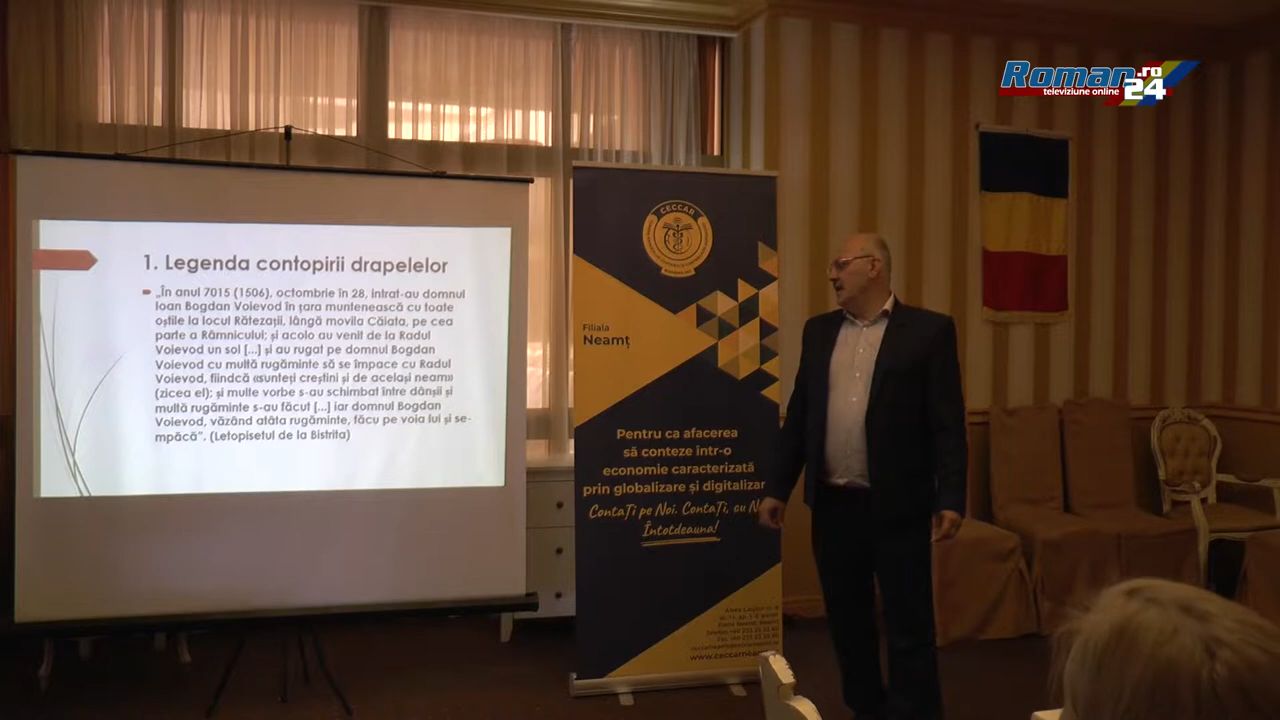 Roman.ro
televiziune online 24
1. Legenda contopirii drapelelor
„În anul 7015 (1506), octombrie în 28, intrat-au domnul
Ioan Bogdan Voievod în țara muntenească cu toate
oștile la locul Rătezații, lângă movila Căiata, pe cea
parte a Râmnicului; și acolo au venit de la Radul
Voievod un sol [...] și au rugat pe domnul Bogdan
Voievod cu multă rugăminte să se împace cu Radul
Voievod, fiindcă «sunteți creștini și de același neam»
(zicea el); și multe vorbe s-au schimbat între dânșii și
multă rugăminte s-au făcut [...] iar domnul Bogdan
Voievod, văzând atâta rugăminte, făcu pe voia lui și se-
mpăcă”. (Letopisetul de la Bistrita)
CECCAR
Filiala
Neamț
Pentru ca afacerea
să conteze într-o
economie caracterizată
prin globalizare și digitalizar
ContaȚi pe Noi. ContaȚi, cu N
Întotdeauna!